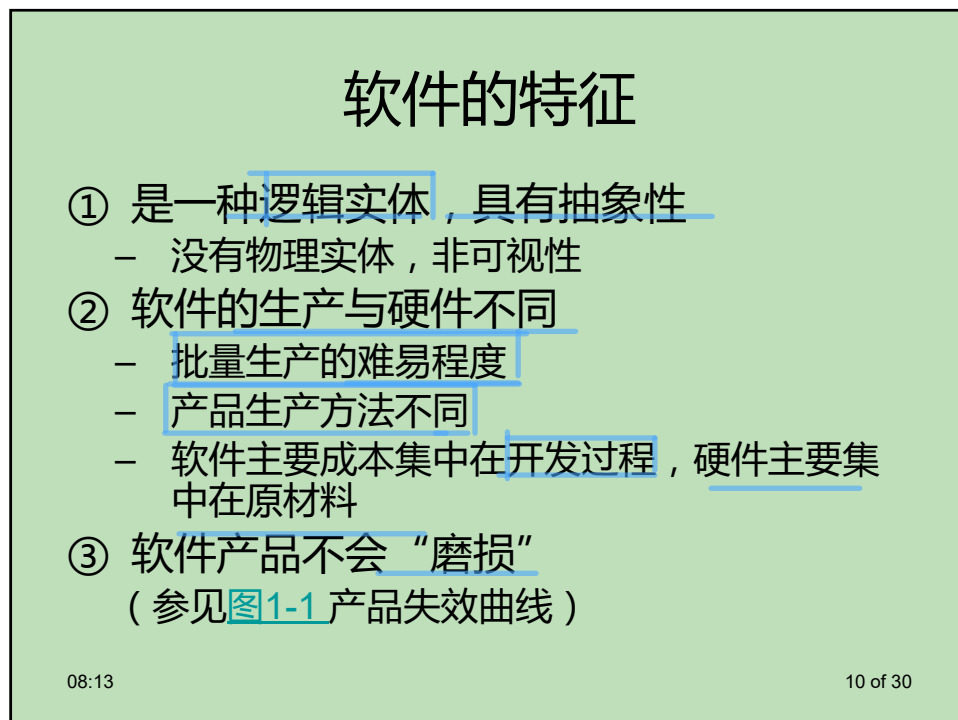 软件的特征
① 是一种逻辑实体，具有抽象性
– 没有物理实体，非可视性
② 软件的生产与硬件不同
– 批量生产的难易程度
– 产品生产方法不同
– 软件主要成本集中在开发过程，硬件主要集
中在原材料
③ 软件产品不会“磨损”
（参见图1-1 产品失效曲线）
08:13
10 of 30